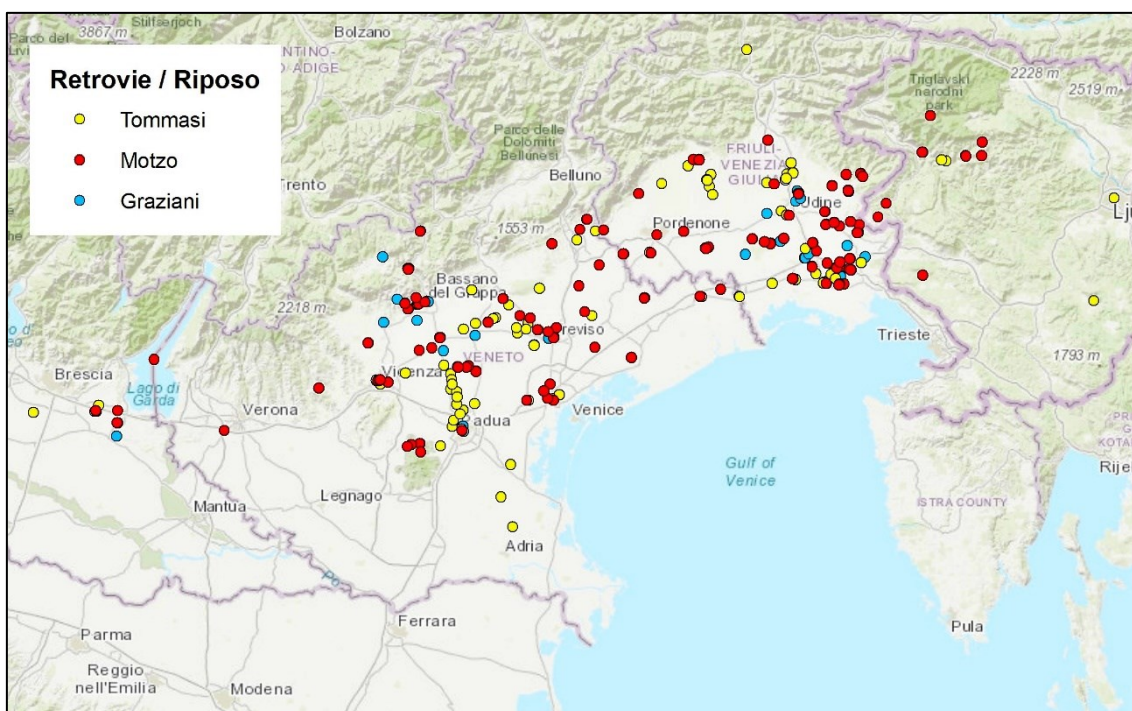 3867 m
Stilfserjoch
Parco del
Bolzano
Retrovie / Riposo
Tommasi
Motzo
Graziani
NTINO-
O ADIGE
Parco delle
Dolomiti
Bellunesi
Belluno
Trento
1553 m
2218 m
FRIULI-
VENEZIA
GIULIA
Triglavski
nerodni
park
2228 m
2519 m
Udine
Pordenone
Bassano
del Grappa
Treviso
VENETO
Vicenza
Trieste
1793 m
Brescia
Lago di
Garda
Verona
Padua
Venice
Legnago
Mantua
Gulf of
Venice
ISTRA COUNTY
Rije
Adria
Po
Ferrara
Parma
Reggio
nell'Emilia
Modena
Pula